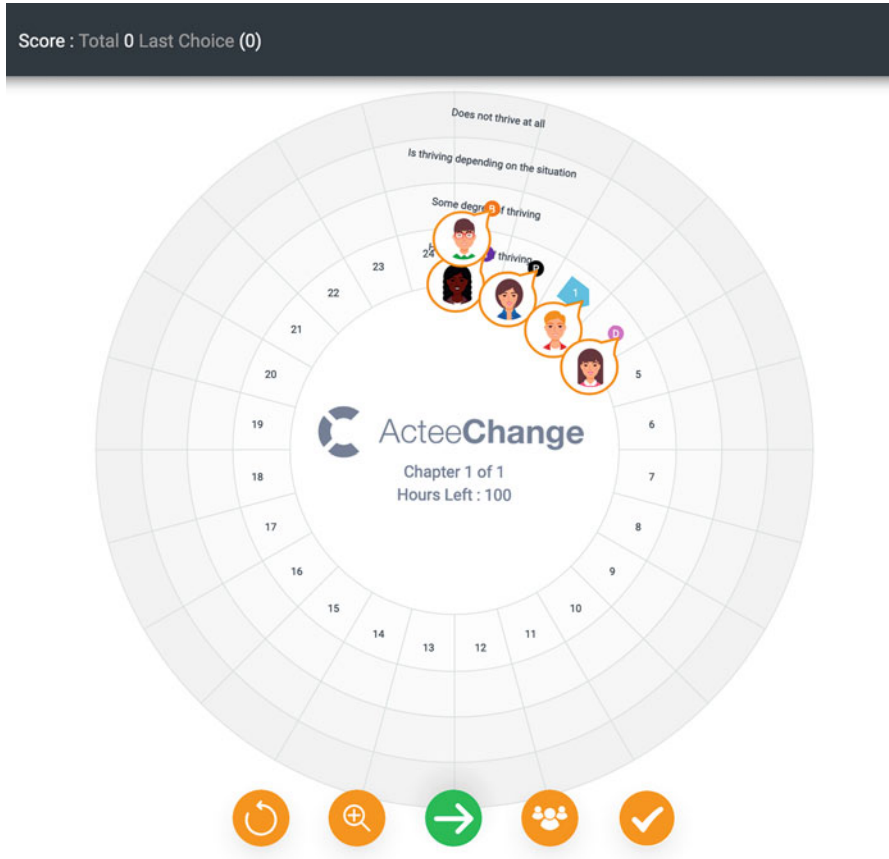 Score : Total 0 Last Choice (0)
Does not thrive at all
Is thriving depending on the situation
Some degree of thriving
B
24
thriving
P
23
22
1
21
D
20
5
19
6
ActeeChange
Chapter 1 of 1
Hours Left : 100
18
7
17
8
16
9
15
10
14
11
13
12